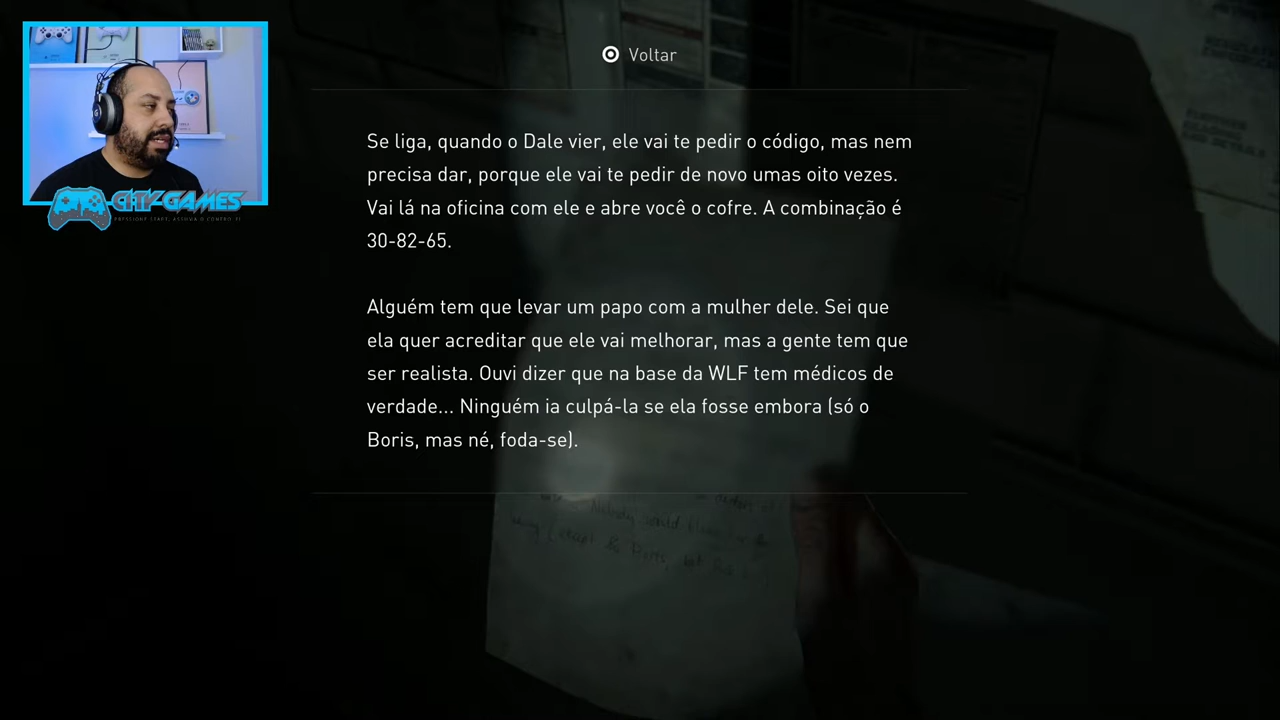 Voltar
Se liga, quando o Dale vier, ele vai te pedir o código, mas nem
precisa dar, porque ele vai te pedir de novo umas oito vezes.
Vai lá na oficina com ele e abre você o cofre. A combinação é
30-82-65.
Alguém tem que levar um papo com a mulher dele. Sei que
ela quer acreditar que ele vai melhorar, mas a gente tem que
ser realista. Ouvi dizer que na base da WLF tem médicos de
verdade... Ninguém ia culpá-la se ela fosse embora (só o
Boris, mas né, foda-se).
GAMES